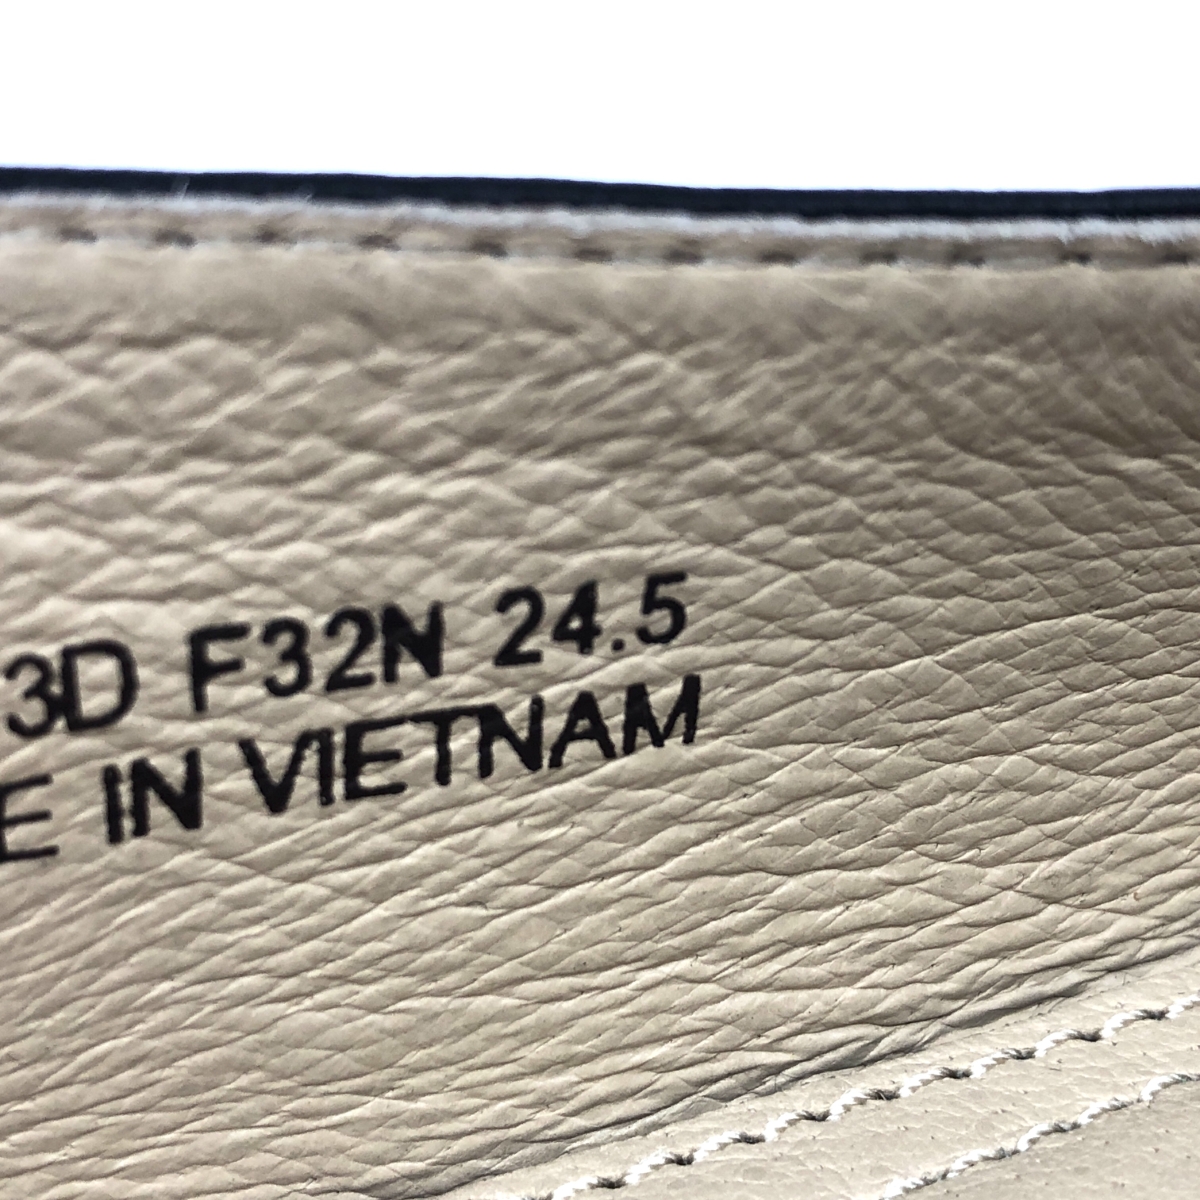 3D F32N 24.5
E IN VIETNAM